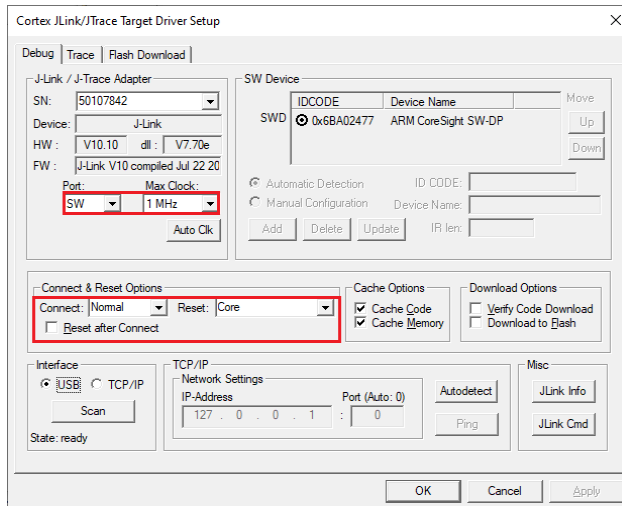 Cortex JLink/JTrace Target Driver Setup
Debug Trace Flash Download
J-Link / J-Trace Adapter
SN: 50107842
Device: J-Link
HW : V10.10 dll : V7.70e
FW : J-Link V10 compiled Jul 22 20
Port: Max Clock:
SW 1 MHz
Auto Clk
SW Device
IDCODE Device Name
SWD 0x6BA02477 ARM CoreSight SW-DP
Move
Up
Down
Automatic Detection ID CODE:
Manual Configuration Device Name:
Add Delete Update IR len:
Connect & Reset Options
Connect: Normal Reset: Core
Reset after Connect
Cache Options
Cache Code
Cache Memory
Download Options
Verify Code Download
Download to Flash
Interface
USB TCP/IP
Scan
State: ready
TCP/IP
Network Settings
IP-Address Port (Auto: 0)
127 . 0 . 0 . 1 : 0
Autodetect
Ping
Misc
JLink Info
JLink Cmd
OK Cancel Apply